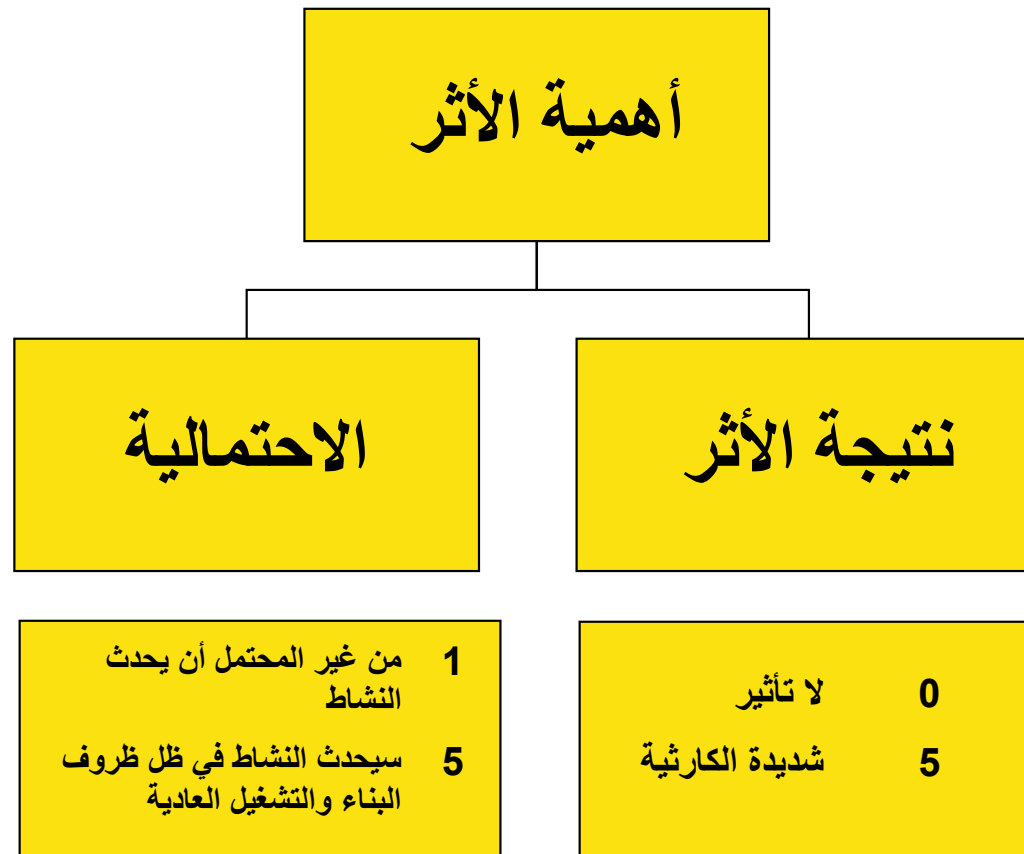 أهمية الأثر
نتيجة الأثر
الاحتمالية
0 لا تأثير
5 شديدة الكارثية
1 من غير المحتمل أن يحدث
النشاط
5 سيحدث النشاط في ظل ظروف
البناء والتشغيل العادية